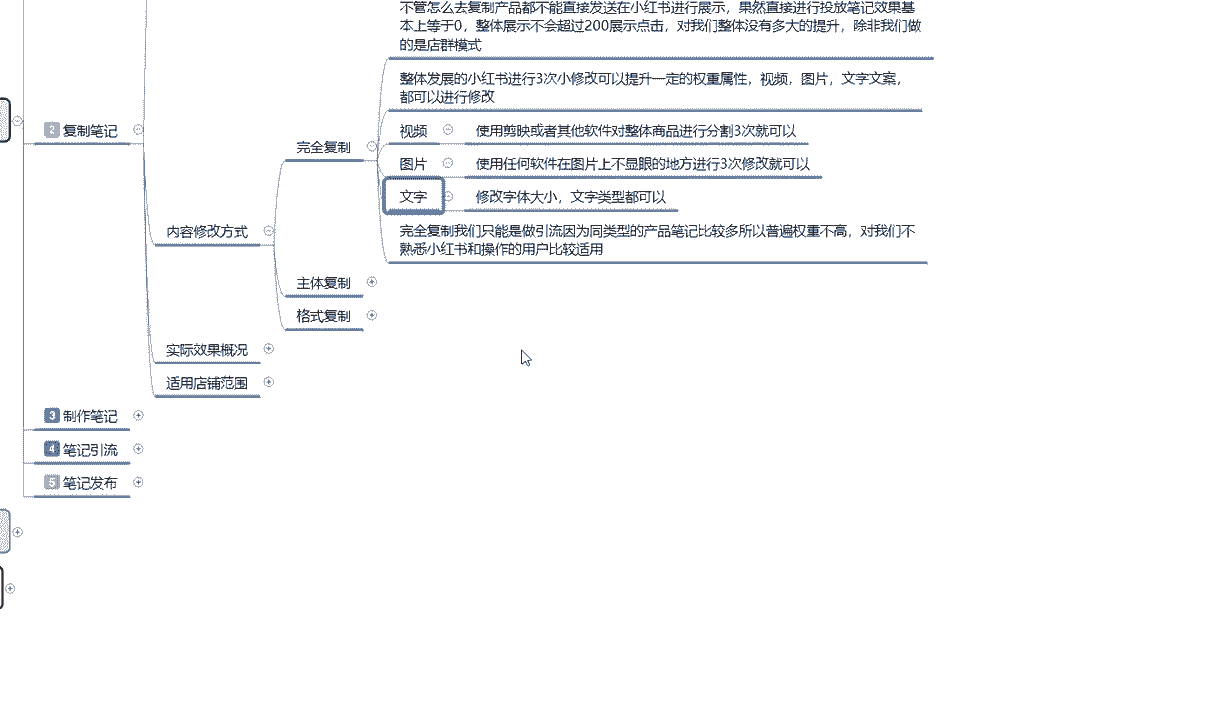 不管怎么去复制产品都不能直接发送在小红书进行展示，果然直接进行投放笔记效果基
本上等于0，整体展示不会超过200展示点击，对我们整体没有多大的提升，除非我们做
的是店群模式
整体发展的小红书进行3次小修改可以提升一定的权重属性，视频，图片，文字文案，
都可以进行修改
2 复制笔记
完全复制
视频
使用剪映或者其他软件对整体商品进行分割3次就可以
图片
使用任何软件在图片上不显眼的地方进行3次修改就可以
文字
修改字体大小，文字类型都可以
内容修改方式
完全复制我们只能是做引流因为同类型的产品笔记比较多所以普遍权重不高，对我们不
熟悉小红书和操作的用户比较适用
主体复制
格式复制
实际效果概况
适用店铺范围
3 制作笔记
4 笔记引流
5 笔记发布